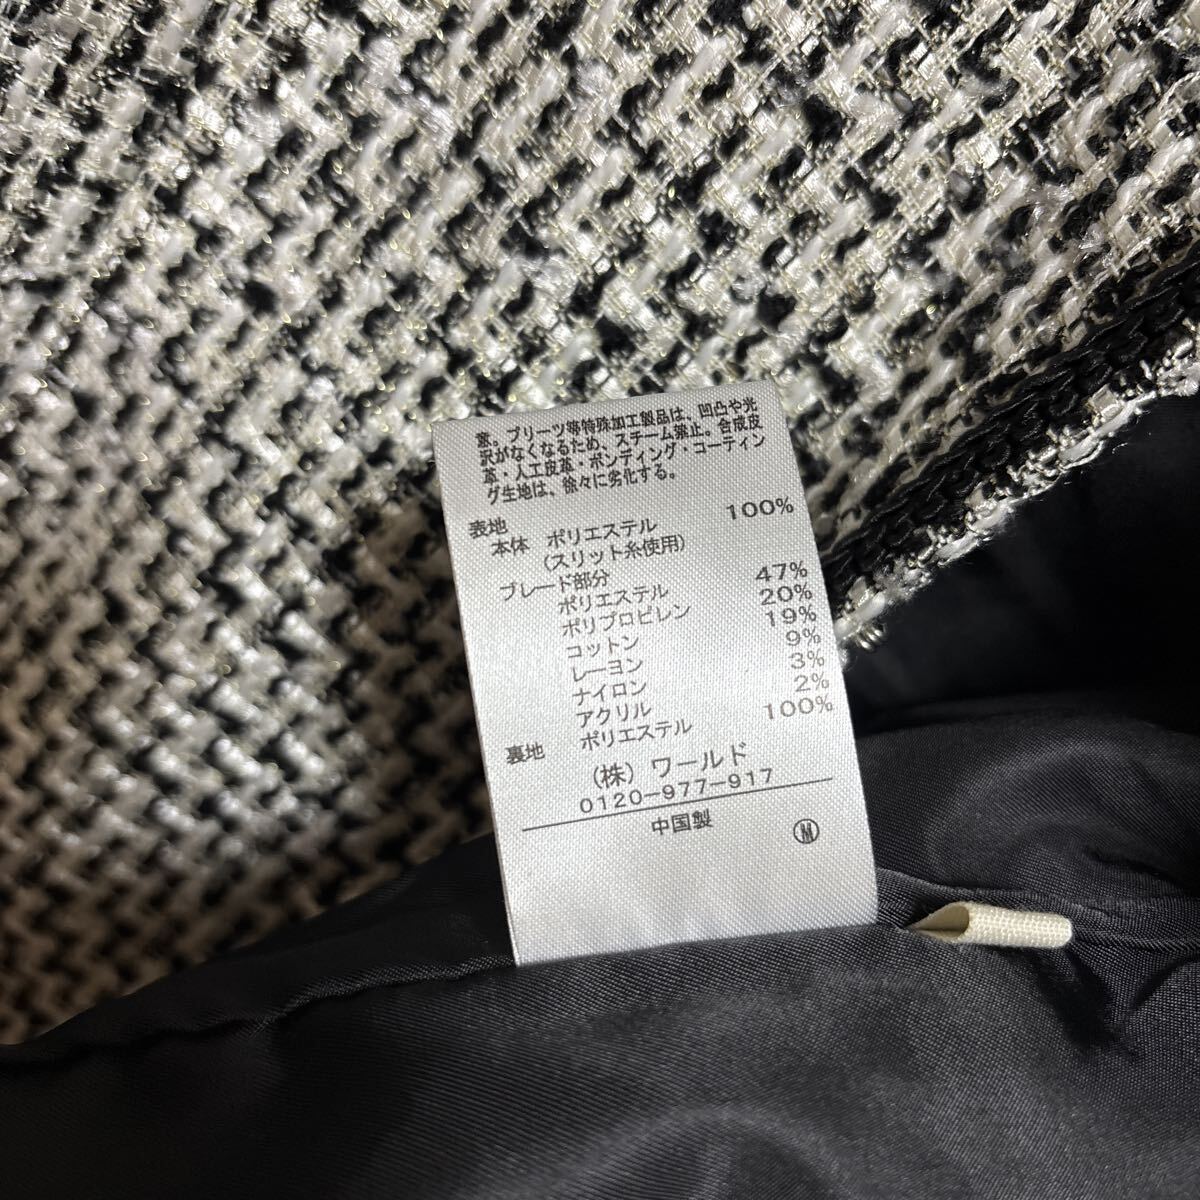 意。プリーツ等特殊加工製品は、凹凸や光
沢がなくなるため、スチーム禁止。合成皮
革・人工皮革・ボンディング・コーティン
グ生地は、徐々に劣化する。
表地
本体 ポリエステル 100%
(スリット糸使用)
ブレード部分
ポリエステル 47%
ポリプロピレン 20%
コットン 19%
レーヨン 9%
ナイロン 3%
アクリル 2%
裏地 ポリエステル 100%
(株) ワールド
0120-977-917
中国製
Ⓝ